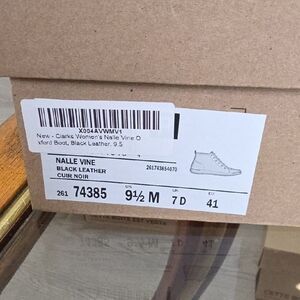 X004AVWMV1
New - Clarks Women's Nalle Vine O
xford Boot, Black Leather, 9.5
NALLE VINE
BLACK LEATHER
CUIR NOIR
261743854070
261 74385 9½ M 7 D 41